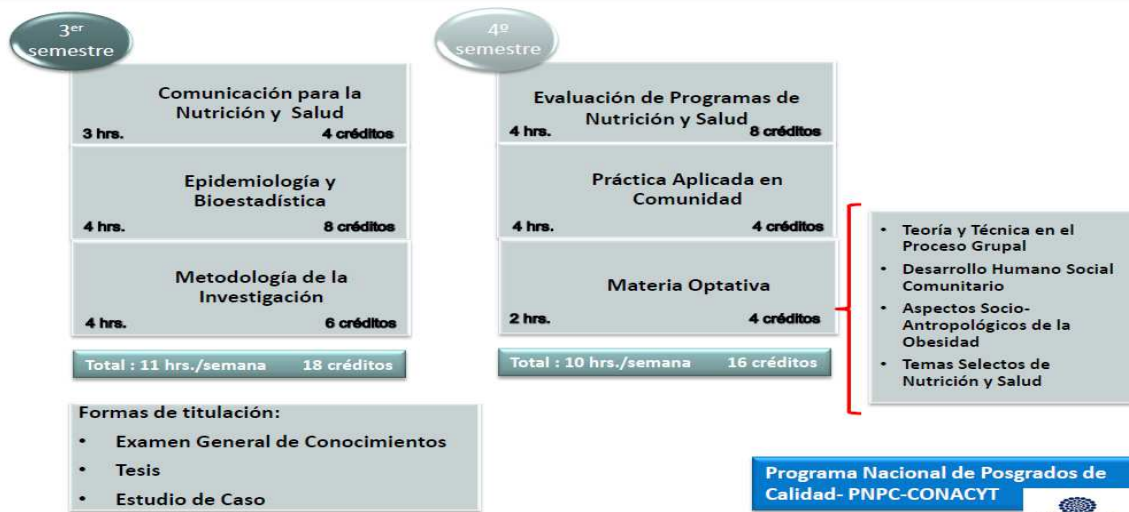 3er
semestre
Comunicación para la
Nutrición y Salud
3 hrs. 4 créditos
Epidemiología y
Bioestadística
4 hrs. 8 créditos
Metodología de la
Investigación
4 hrs. 6 créditos
Total : 11 hrs./semana 18 créditos
4º
semestre
Evaluación de Programas de
Nutrición y Salud
4 hrs. 8 créditos
Práctica Aplicada en
Comunidad
4 hrs. 4 créditos
Materia Optativa
2 hrs. 4 créditos
Total : 10 hrs./semana 16 créditos
• Teoría y Técnica en el
Proceso Grupal
• Desarrollo Humano Social
Comunitario
• Aspectos Socio-
Antropológicos de la
Obesidad
• Temas Selectos de
Nutrición y Salud
Formas de titulación:
• Examen General de Conocimientos
• Tesis
• Estudio de Caso
Programa Nacional de Posgrados de
Calidad- PNPC-CONACYT